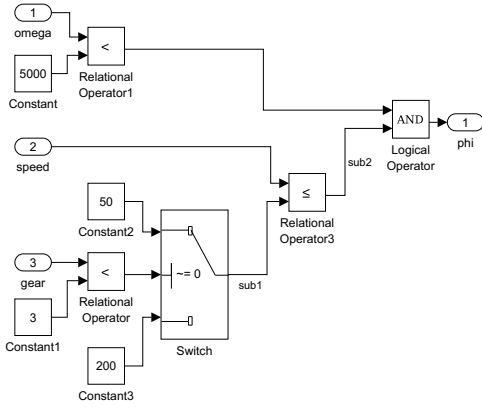 1
omega
5000
Constant
<
Relational
Operator1
AND
Logical
Operator
1
phi
2
speed
sub2
≤
Relational
Operator3
50
Constant2
3
gear
<
Relational
Operator
~= 0
sub1
3
Constant1
Switch
200
Constant3